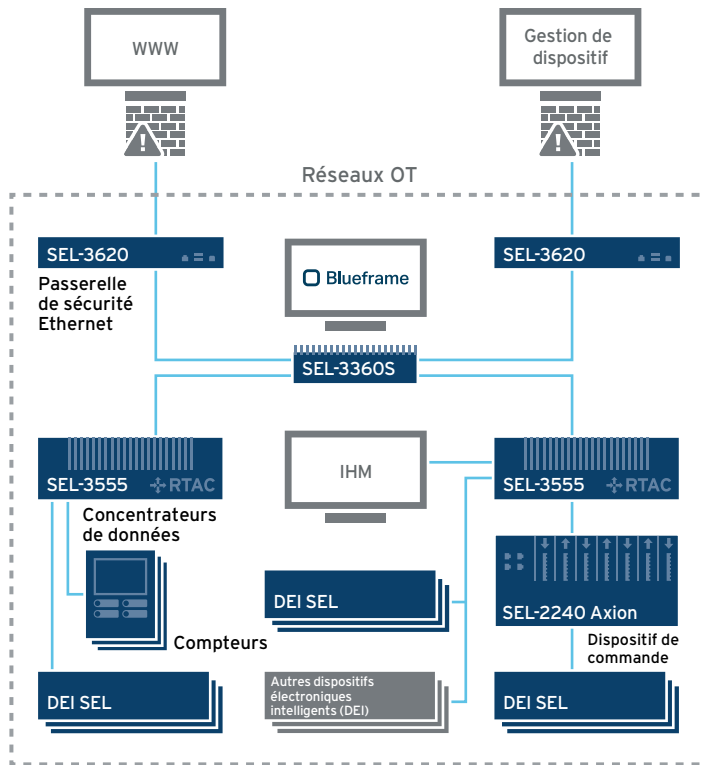 WWW
Gestion de
dispositif
Réseaux OT
SEL-3620
Passerelle
de sécurité
Ethernet
Blueframe
SEL-3620
SEL-3360S
SEL-3555
RTAC
Concentrateurs
de données
IHM
SEL-3555
RTAC
Compteurs
DEI SEL
SEL-2240 Axion
Dispositif de
commande
DEI SEL
Autres dispositifs
électroniques
intelligents (DEI)
DEI SEL